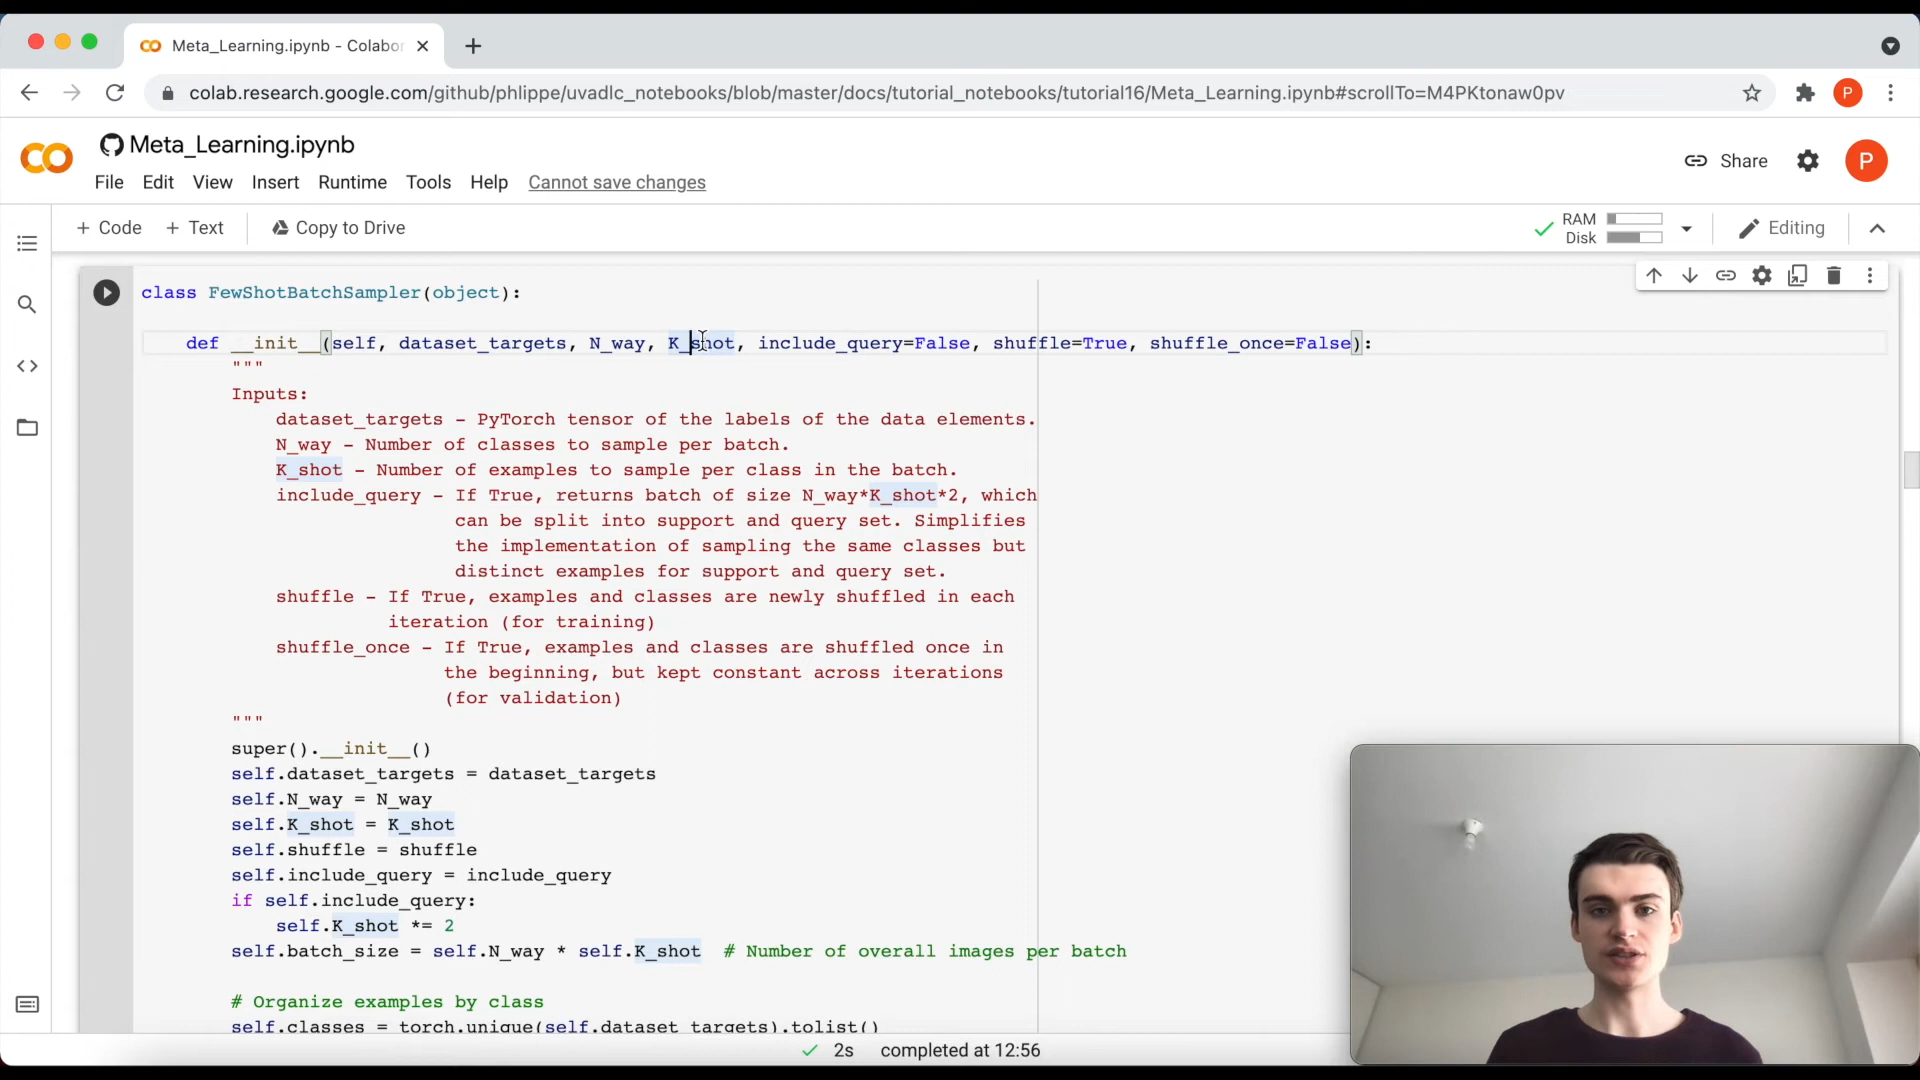 Meta_Learning.ipynb - Colabor
colab.research.google.com/github/phlippe/uvadlc_notebooks/blob/master/docs/tutorial_notebooks/tutorial16/Meta_Learning.ipynb#scrollTo=M4PKtonaw0pv
P
Meta_Learning.ipynb
Share
P
File Edit View Insert Runtime Tools Help Cannot save changes
+ Code + Text Copy to Drive
RAM
Disk
Editing
class FewShotBatchSampler(object):
def __init__(self, dataset_targets, N_way, K_shot, include_query=False, shuffle=True, shuffle_once=False):
"""
Inputs:
dataset_targets - PyTorch tensor of the labels of the data elements.
N_way - Number of classes to sample per batch.
K_shot - Number of examples to sample per class in the batch.
include_query - If True, returns batch of size N_way*K_shot*2, which
can be split into support and query set. Simplifies
the implementation of sampling the same classes but
distinct examples for support and query set.
shuffle - If True, examples and classes are newly shuffled in each
iteration (for training)
shuffle_once - If True, examples and classes are shuffled once in
the beginning, but kept constant across iterations
(for validation)
"""
super().__init__()
self.dataset_targets = dataset_targets
self.N_way = N_way
self.K_shot = K_shot
self.shuffle = shuffle
self.include_query = include_query
if self.include_query:
self.K_shot *= 2
self.batch_size = self.N_way * self.K_shot # Number of overall images per batch
# Organize examples by class
self.classes = torch.unique(self.dataset_targets).tolist()
2s completed at 12:56